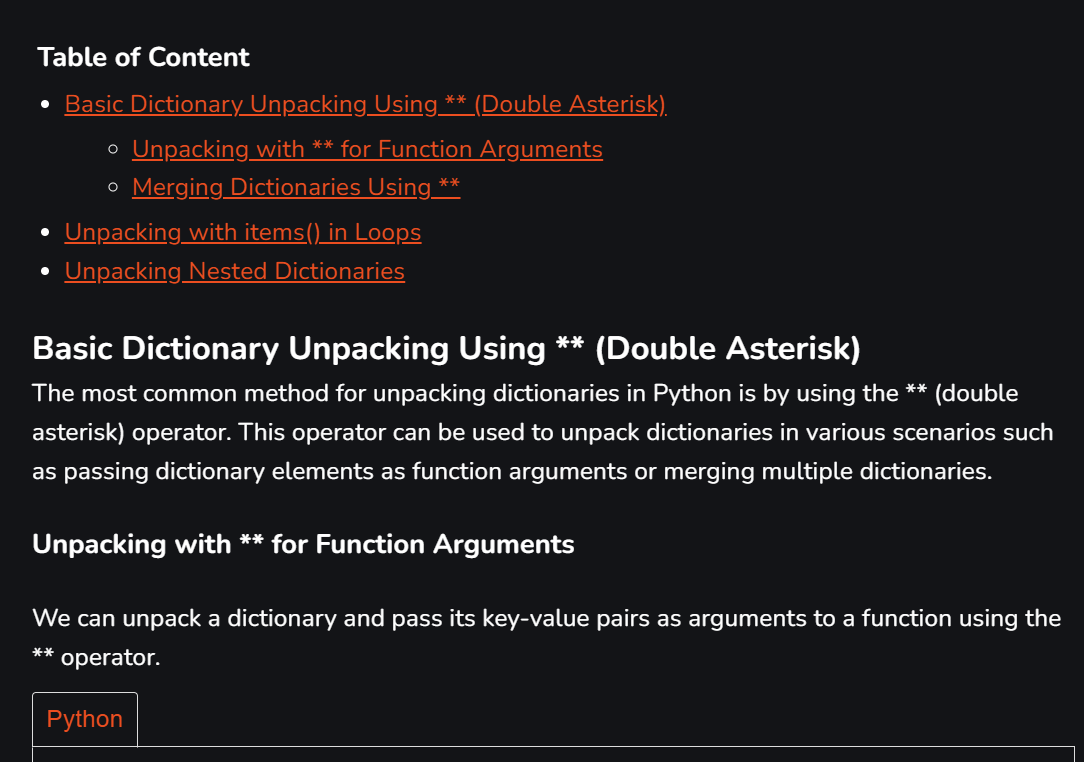 Table of Content
Basic Dictionary Unpacking Using ** (Double Asterisk)
Unpacking with ** for Function Arguments
Merging Dictionaries Using **
Unpacking with items() in Loops
Unpacking Nested Dictionaries
Basic Dictionary Unpacking Using ** (Double Asterisk)
The most common method for unpacking dictionaries in Python is by using the ** (double
asterisk) operator. This operator can be used to unpack dictionaries in various scenarios such
as passing dictionary elements as function arguments or merging multiple dictionaries.
Unpacking with ** for Function Arguments
We can unpack a dictionary and pass its key-value pairs as arguments to a function using the
** operator.
Python